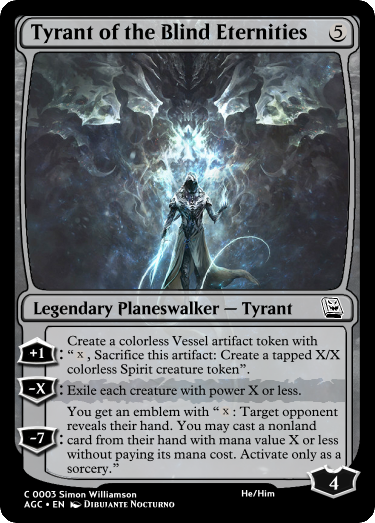 Tyrant of the Blind Eternities 5
Legendary Planeswalker — Tyrant
Create a colorless Vessel artifact token with
+1 : “ X , Sacrifice this artifact: Create a tapped X/X
colorless Spirit creature token”.
-X : Exile each creature with power X or less.
You get an emblem with “ X : Target opponent
reveals their hand. You may cast a nonland
-7 : card from their hand with mana value X or less
without paying its mana cost. Activate only as a
sorcery.”
4
C 0003 Simon Williamson He/Him
AGC • EN Dibujante Nocturno